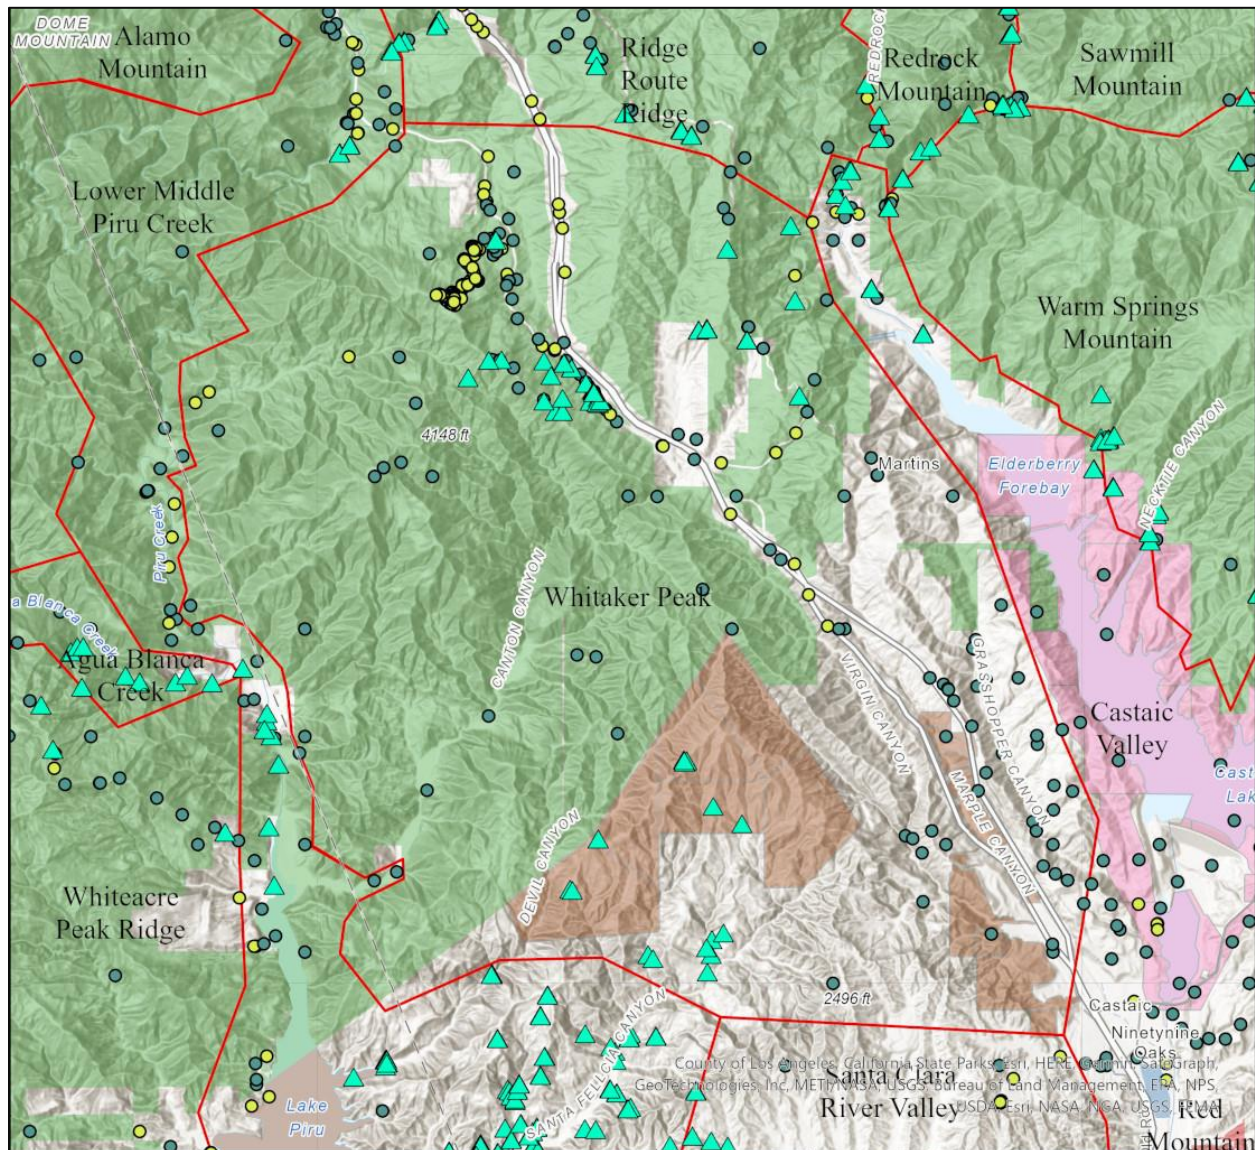 DOME
MOUNTAIN
Alamo
Mountain
Ridge
Route
Ridge
REDROCK
Redrock
Mountain
Sawmill
Mountain
Lower Middle
Piru Creek
Warm Springs
Mountain
4148 ft
Martins
Elderberry
Forebay
NECKTIE CANYON
Piru Creek
a Blanca Creek
Agua Blanca
Creek
CANTON CANYON
Whitaker Peak
VIRGIN CANYON
GRASSHOPPER CANYON
MARPLE CANYON
Castaic
Valley
Cast
Lak
DEVIL CANYON
Whiteacre
Peak Ridge
2496 ft
Castaic
Ninetynine
Oaks
SANTA FELICIA CANYON
Lake
Piru
County of Los Angeles, California State Parks, Esri, HERE, Garmin, SafeGraph,
GeoTechnologies, Inc, METI/NASA, USGS, Bureau of Land Management, EPA, NPS,
USDA, Esri, NASA, NGA, USGS, FEMA
Santa Clara
River Valley
Red
Mountain